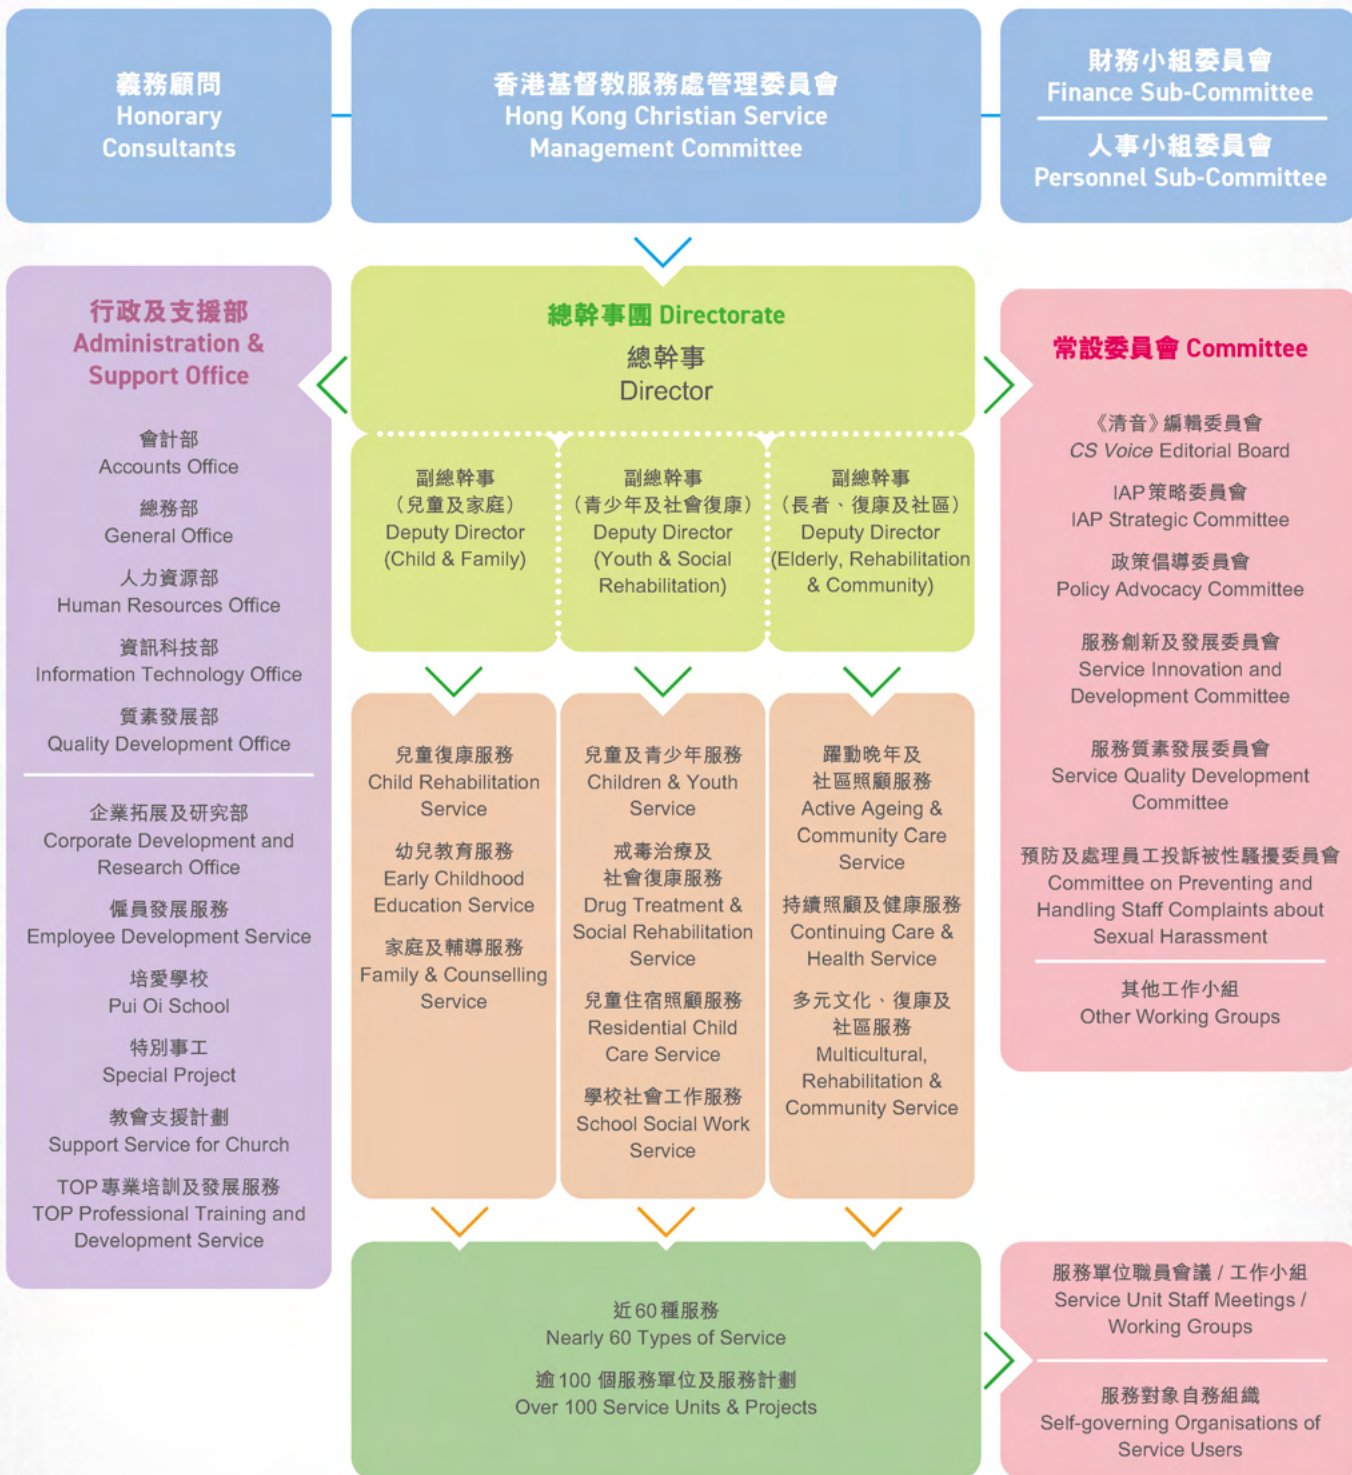 義務顧問
Honorary
Consultants
香港基督教服務處管理委員會
Hong Kong Christian Service
Management Committee
財務小組委員會
Finance Sub-Committee
人事小組委員會
Personnel Sub-Committee
行政及支援部
Administration &
Support Office
會計部
Accounts Office
總務部
General Office
人力資源部
Human Resources Office
資訊科技部
Information Technology Office
質素發展部
Quality Development Office
企業拓展及研究部
Corporate Development and
Research Office
僱員發展服務
Employee Development Service
培愛學校
Pui Oi School
特別事工
Special Project
教會支援計劃
Support Service for Church
TOP專業培訓及發展服務
TOP Professional Training and
Development Service
總幹事團 Directorate
總幹事
Director
副總幹事
（兒童及家庭）
Deputy Director
(Child & Family)
副總幹事
（青少年及社會復康）
Deputy Director
(Youth & Social
Rehabilitation)
副總幹事
（長者、復康及社區）
Deputy Director
(Elderly, Rehabilitation
& Community)
兒童復康服務
Child Rehabilitation
Service
幼兒教育服務
Early Childhood
Education Service
家庭及輔導服務
Family & Counselling
Service
兒童及青少年服務
Children & Youth
Service
戒毒治療及
社會復康服務
Drug Treatment &
Social Rehabilitation
Service
兒童住宿照顧服務
Residential Child
Care Service
學校社會工作服務
School Social Work
Service
躍動晚年及
社區照顧服務
Active Ageing &
Community Care
Service
持續照顧及健康服務
Continuing Care &
Health Service
多元文化、復康及
社區服務
Multicultural,
Rehabilitation &
Community Service
常設委員會 Committee
《清音》編輯委員會
CS Voice Editorial Board
IAP策略委員會
IAP Strategic Committee
政策倡導委員會
Policy Advocacy Committee
服務創新及發展委員會
Service Innovation and
Development Committee
服務質素發展委員會
Service Quality Development
Committee
預防及處理員工投訴被性騷擾委員會
Committee on Preventing and
Handling Staff Complaints about
Sexual Harassment
其他工作小組
Other Working Groups
近60種服務
Nearly 60 Types of Service
逾100 個服務單位及服務計劃
Over 100 Service Units & Projects
服務單位職員會議 / 工作小組
Service Unit Staff Meetings /
Working Groups
服務對象自務組織
Self-governing Organisations of
Service Users